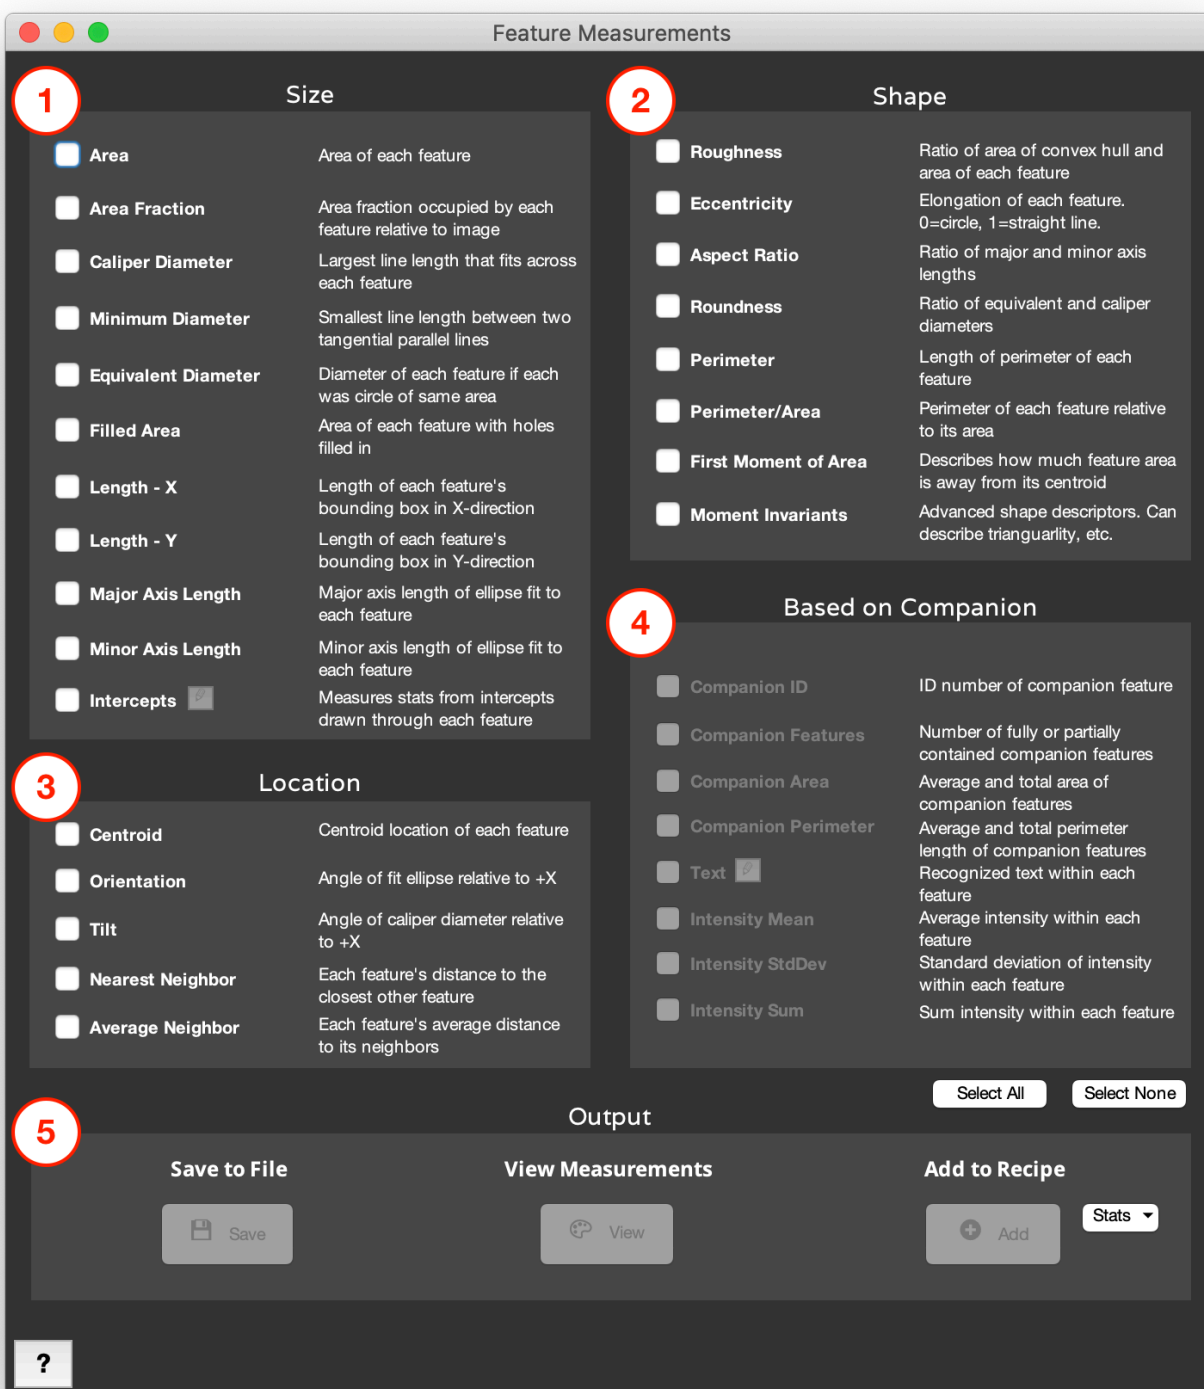 Feature Measurements
1
Size
Area
Area of each feature
Area Fraction
Area fraction occupied by each
feature relative to image
Caliper Diameter
Largest line length that fits across
each feature
Minimum Diameter
Smallest line length between two
tangential parallel lines
Equivalent Diameter
Diameter of each feature if each
was circle of same area
Filled Area
Area of each feature with holes
filled in
Length - X
Length of each feature's
bounding box in X-direction
Length - Y
Length of each feature's
bounding box in Y-direction
Major Axis Length
Major axis length of ellipse fit to
each feature
Minor Axis Length
Minor axis length of ellipse fit to
each feature
Intercepts
Measures stats from intercepts
drawn through each feature
2
Shape
Roughness
Ratio of area of convex hull and
area of each feature
Eccentricity
Elongation of each feature.
0=circle, 1=straight line.
Aspect Ratio
Ratio of major and minor axis
lengths
Roundness
Ratio of equivalent and caliper
diameters
Perimeter
Length of perimeter of each
feature
Perimeter/Area
Perimeter of each feature relative
to its area
First Moment of Area
Describes how much feature area
is away from its centroid
Moment Invariants
Advanced shape descriptors. Can
describe trianguarlity, etc.
3
Location
Centroid
Centroid location of each feature
Orientation
Angle of fit ellipse relative to +X
Tilt
Angle of caliper diameter relative
to +X
Nearest Neighbor
Each feature's distance to the
closest other feature
Average Neighbor
Each feature's average distance
to its neighbors
4
Based on Companion
Companion ID
ID number of companion feature
Companion Features
Number of fully or partially
contained companion features
Companion Area
Average and total area of
companion features
Companion Perimeter
Average and total perimeter
length of companion features
Text
Recognized text within each
feature
Intensity Mean
Average intensity within each
feature
Intensity StdDev
Standard deviation of intensity
within each feature
Intensity Sum
Sum intensity within each feature
Select All
Select None
5
Output
Save to File
Save
View Measurements
View
Add to Recipe
Add
Stats
?